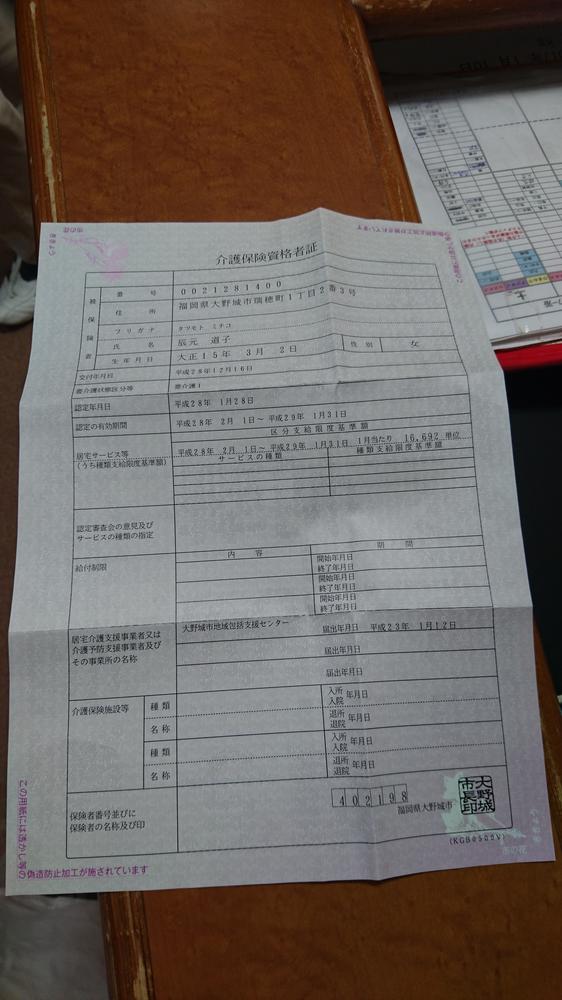 介護保険資格者証
被保険者
番号 0021281400
住所 福岡県大野城市瑞穂町1丁目2番3号
フリガナ タツモト ミチコ
氏名 辰元 道子
生年月日 大正15年 3月 2日 性別 女
交付年月日 平成28年12月16日
要介護状態区分等 要介護1
認定年月日 平成28年 1月28日
認定の有効期間 平成28年 2月 1日~平成29年 1月31日
居宅サービス等
(うち種類支給限度基準額)
区分支給限度基準額
平成28年 2月 1日~平成29年 1月31日 1月当たり 16,692 単位
サービスの種類 種類支給限度基準額
認定審査会の意見及び
サービスの種類の指定
給付制限
内容 期間
開始年月日
終了年月日
開始年月日
終了年月日
開始年月日
終了年月日
居宅介護支援事業者又は
介護予防支援事業者及び
その事業所の名称
大野城市地域包括支援センター
届出年月日 平成23年 1月12日
届出年月日
届出年月日
介護保険施設等
種類
入所
入院 年月日
名称
退所
退院 年月日
種類
入所
入院 年月日
名称
退所
退院 年月日
保険者番号並びに
保険者の名称及び印
402198
福岡県大野城市
大野城市長印
(KGB0500V)
市の花
ききょう
この用紙には透かし等の
偽造防止加工が施されています